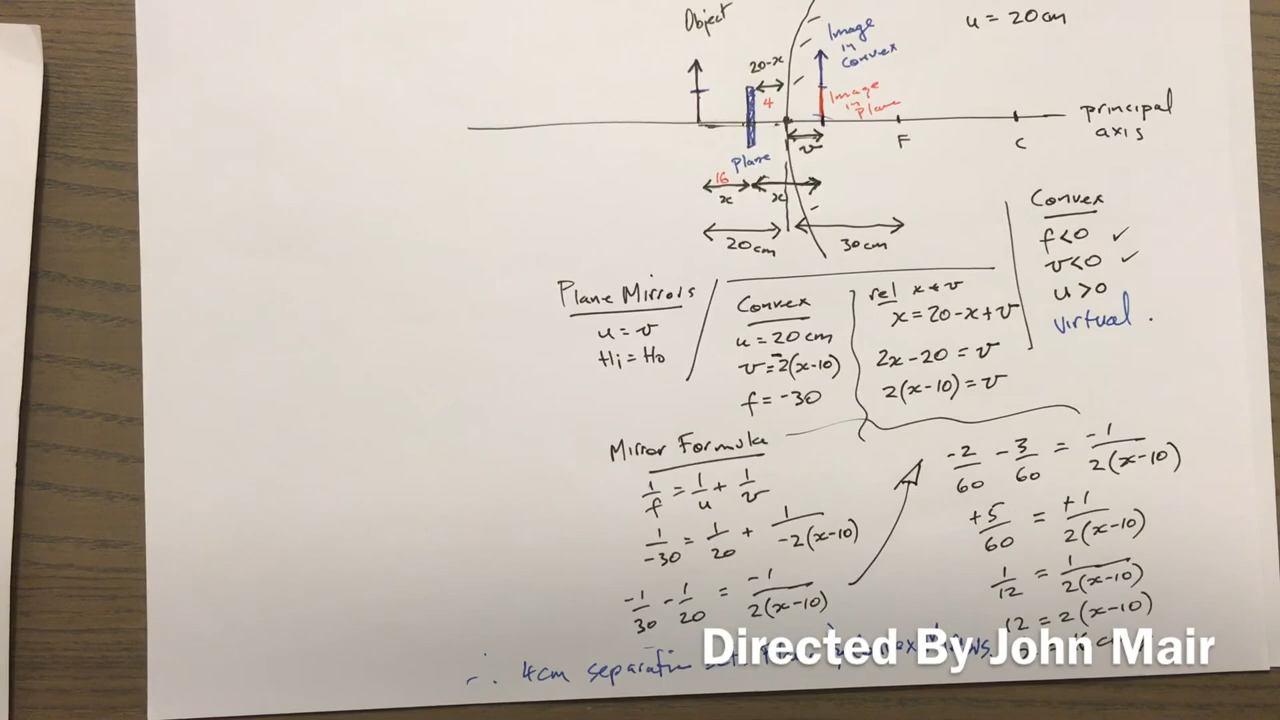 Object
u = 20cm
Image
in
Convex
20-x
4
Image
in
Plane
principal
axis
v
F
C
Plane
16
x
x
20cm
30cm
Convex
f<0 ✓
v<0 ✓
u>0
virtual.
Plane Mirrors
u = v
Hi = Ho
Convex
u = 20cm
v = -2(x-10)
f = -30
rel x & v
x = 20-x+v
2x-20 = v
2(x-10) = v
Mirror Formula
1/f = 1/u + 1/v
1/-30 = 1/20 + 1/-2(x-10)
-1/30 - 1/20 = -1/2(x-10)
-2/60 - 3/60 = -1/2(x-10)
+5/60 = +1/2(x-10)
1/12 = 1/2(x-10)
12 = 2(x-10)
∴ 4cm separation
Directed By John Mair